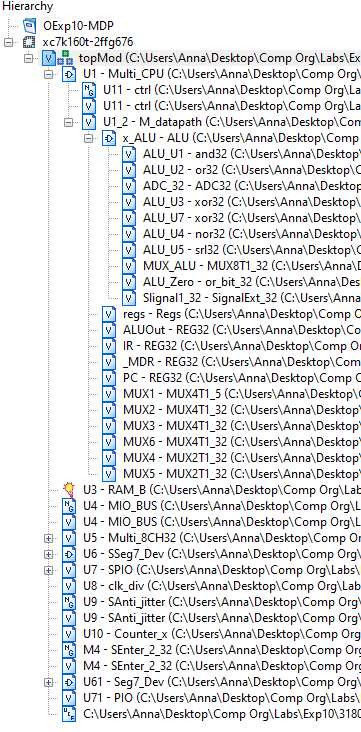 Hierarchy
OExp10-MDP
xc7k160t-2ffg676
topMod (C:\Users\Anna\Desktop\Comp Org\Labs\Ex
U1 - Multi_CPU (C:\Users\Anna\Desktop\Comp Org\
U11 - ctrl (C:\Users\Anna\Desktop\Comp Org\Lab
U11 - ctrl (C:\Users\Anna\Desktop\Comp Org\Lab
U1_2 - M_datapath (C:\Users\Anna\Desktop\Comp
x_ALU - ALU (C:\Users\Anna\Desktop\Comp
ALU_U1 - and32 (C:\Users\Anna\Desktop\
ALU_U2 - or32 (C:\Users\Anna\Desktop\C
ADC_32 - ADC32 (C:\Users\Anna\Desktop
ALU_U3 - xor32 (C:\Users\Anna\Desktop\
ALU_U7 - xor32 (C:\Users\Anna\Desktop\
ALU_U4 - nor32 (C:\Users\Anna\Desktop\
ALU_U5 - srl32 (C:\Users\Anna\Desktop\C
MUX_ALU - MUX8T1_32 (C:\Users\Anna\
ALU_Zero - or_bit_32 (C:\Users\Anna\Des
Slignal1_32 - SignalExt_32 (C:\Users\Anna
regs - Regs (C:\Users\Anna\Desktop\Comp O
ALUOut - REG32 (C:\Users\Anna\Desktop\C
IR - REG32 (C:\Users\Anna\Desktop\Comp O
_MDR - REG32 (C:\Users\Anna\Desktop\Com
PC - REG32 (C:\Users\Anna\Desktop\Comp O
MUX1 - MUX4T1_5 (C:\Users\Anna\Desktop
MUX2 - MUX4T1_32 (C:\Users\Anna\Deskto
MUX3 - MUX4T1_32 (C:\Users\Anna\Deskto
MUX6 - MUX4T1_32 (C:\Users\Anna\Deskto
MUX4 - MUX2T1_32 (C:\Users\Anna\Deskto
MUX5 - MUX2T1_32 (C:\Users\Anna\Deskto
U3 - RAM_B (C:\Users\Anna\Desktop\Comp Org\Lab
U4 - MIO_BUS (C:\Users\Anna\Desktop\Comp Org\L
U4 - MIO_BUS (C:\Users\Anna\Desktop\Comp Org\L
U5 - Multi_8CH32 (C:\Users\Anna\Desktop\Comp Or
U6 - SSeg7_Dev (C:\Users\Anna\Desktop\Comp Org\
U7 - SPIO (C:\Users\Anna\Desktop\Comp Org\Labs\
U8 - clk_div (C:\Users\Anna\Desktop\Comp Org\Lab
U9 - SAnti_jitter (C:\Users\Anna\Desktop\Comp Org
U9 - SAnti_jitter (C:\Users\Anna\Desktop\Comp Org
U10 - Counter_x (C:\Users\Anna\Desktop\Comp Org
M4 - SEnter_2_32 (C:\Users\Anna\Desktop\Comp Org
M4 - SEnter_2_32 (C:\Users\Anna\Desktop\Comp Org
U61 - Seg7_Dev (C:\Users\Anna\Desktop\Comp Org\
U71 - PIO (C:\Users\Anna\Desktop\Comp Org\Labs\
C:\Users\Anna\Desktop\Comp Org\Labs\Exp10\3180